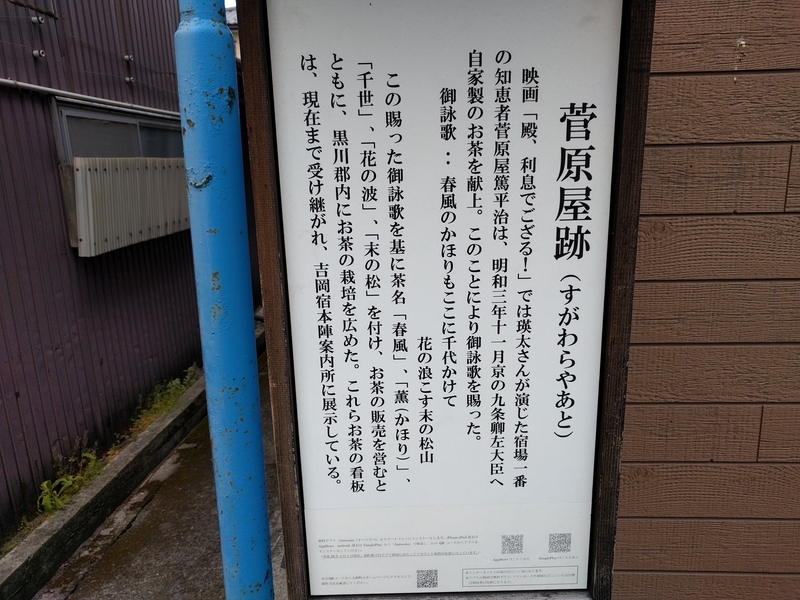 菅原屋跡（すがわらやあと）
映画「殿、利息でござる！」では瑛太さんが演じた宿場一番
の知恵者菅原屋篤平治は、明和三年十一月京の九条卿左大臣へ
自家製のお茶を献上。このことにより御詠歌を賜った。
御詠歌：春風のかほりもここに千代かけて
花の浪こす末の松山
この賜った御詠歌を基に茶名「春風」、「薫（かほり）」、
「千世」、「花の波」、「末の松」を付け、お茶の販売を営むと
ともに、黒川郡内にお茶の栽培を広めた。これらお茶の看板
は、現在まで受け継がれ、吉岡宿本陣案内所に展示している。